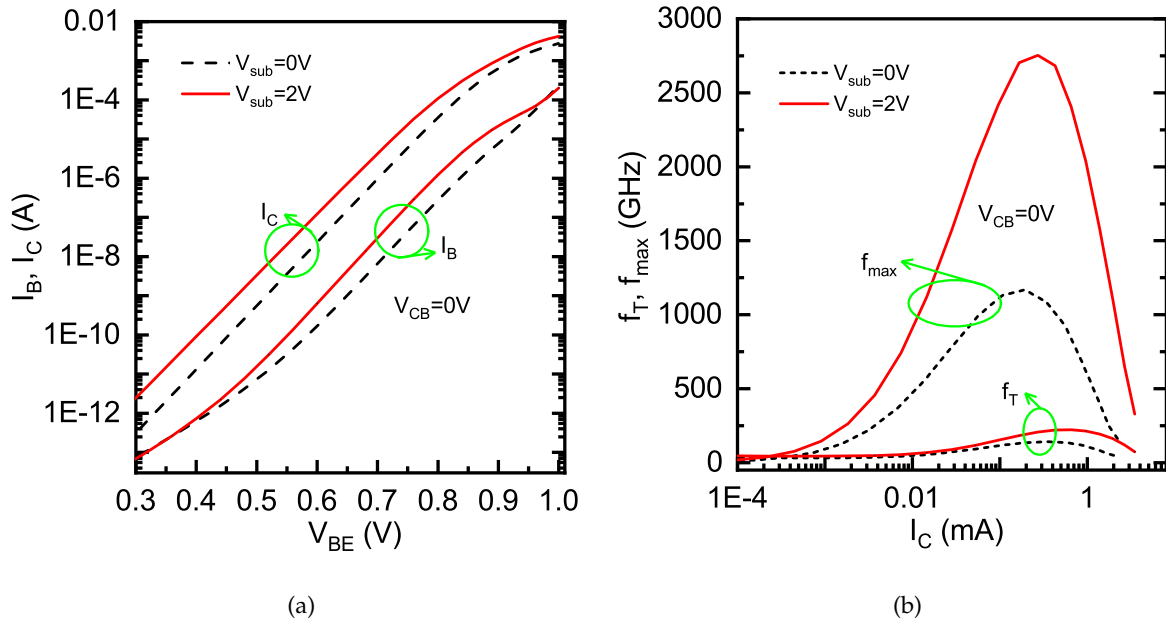 0.01
1E-4
1E-6
1E-8
1E-10
1E-12
I_B, I_C (A)
V_sub=0V
V_sub=2V
I_C
I_B
V_CB=0V
0.3 0.4 0.5 0.6 0.7 0.8 0.9 1.0
V_BE (V)
(a)
3000
2500
2000
1500
1000
500
0
f_T, f_max (GHz)
V_sub=0V
V_sub=2V
V_CB=0V
f_max
f_T
1E-4 0.01 1
I_C (mA)
(b)